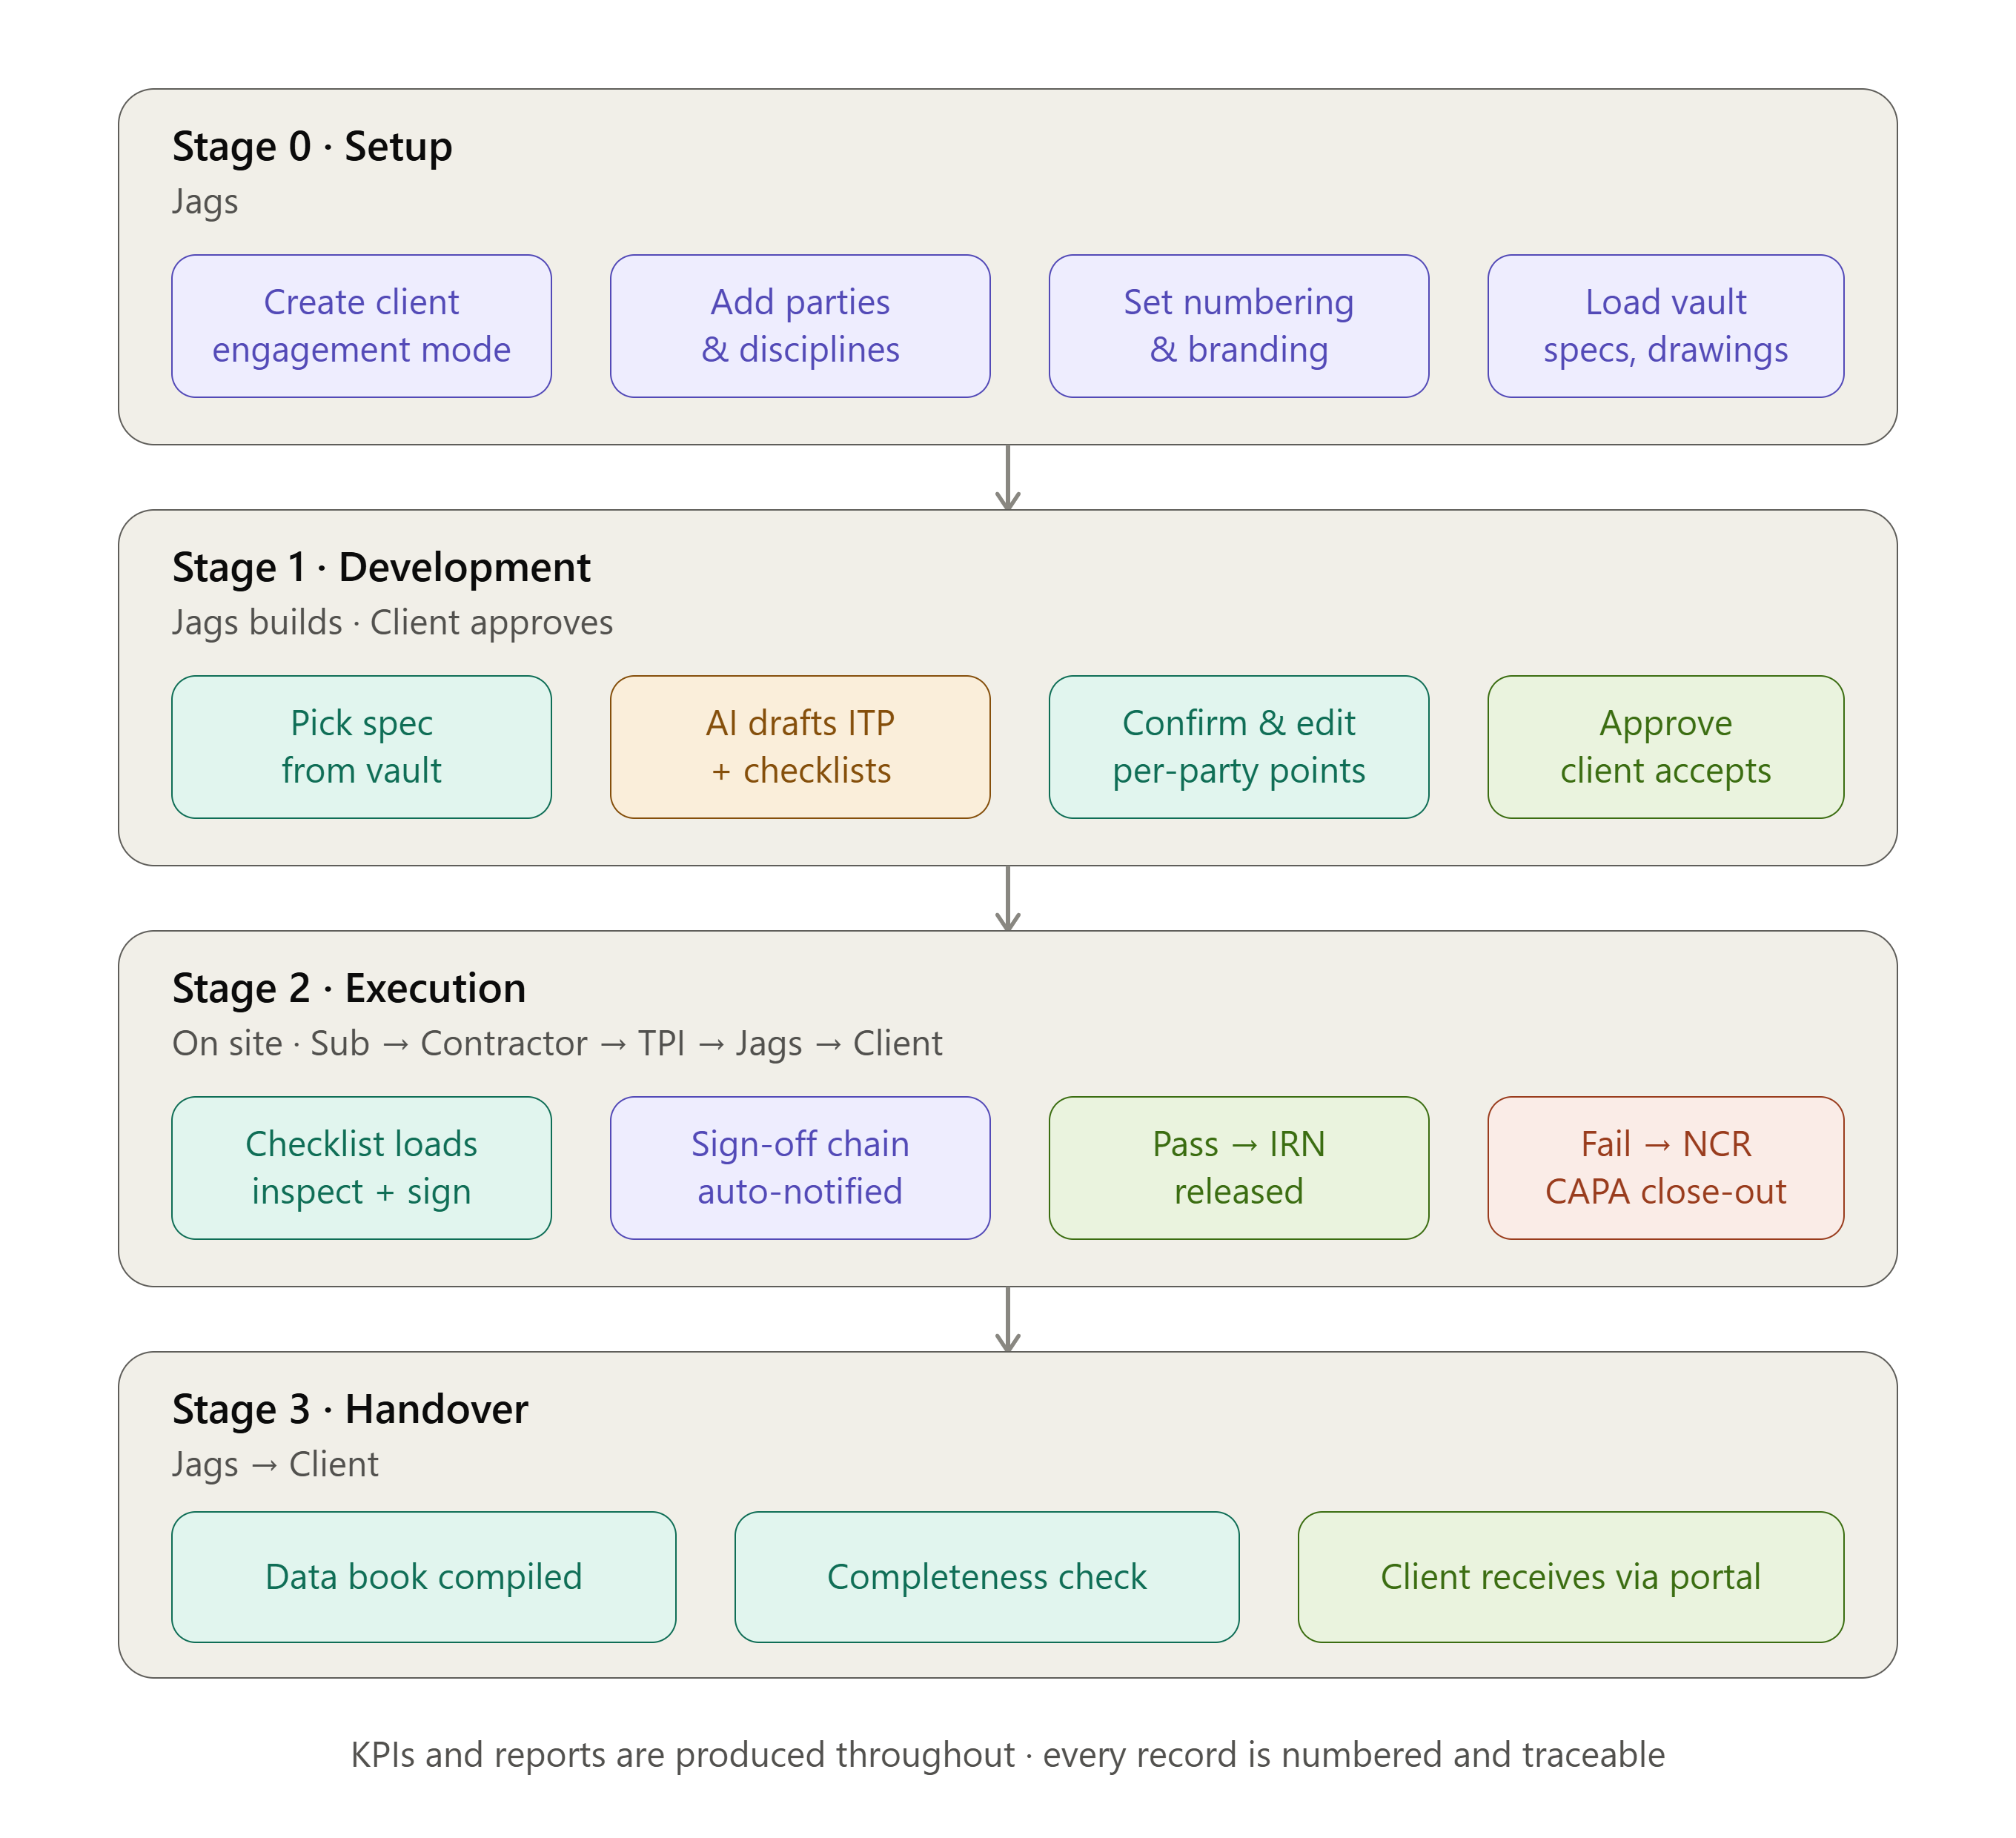 Stage 0 · Setup
Jags
Create client
engagement mode
Add parties
& disciplines
Set numbering
& branding
Load vault
specs, drawings
Stage 1 · Development
Jags builds · Client approves
Pick spec
from vault
AI drafts ITP
+ checklists
Confirm & edit
per-party points
Approve
client accepts
Stage 2 · Execution
On site · Sub → Contractor → TPI → Jags → Client
Checklist loads
inspect + sign
Sign-off chain
auto-notified
Pass → IRN
released
Fail → NCR
CAPA close-out
Stage 3 · Handover
Jags → Client
Data book compiled
Completeness check
Client receives via portal
KPIs and reports are produced throughout · every record is numbered and traceable